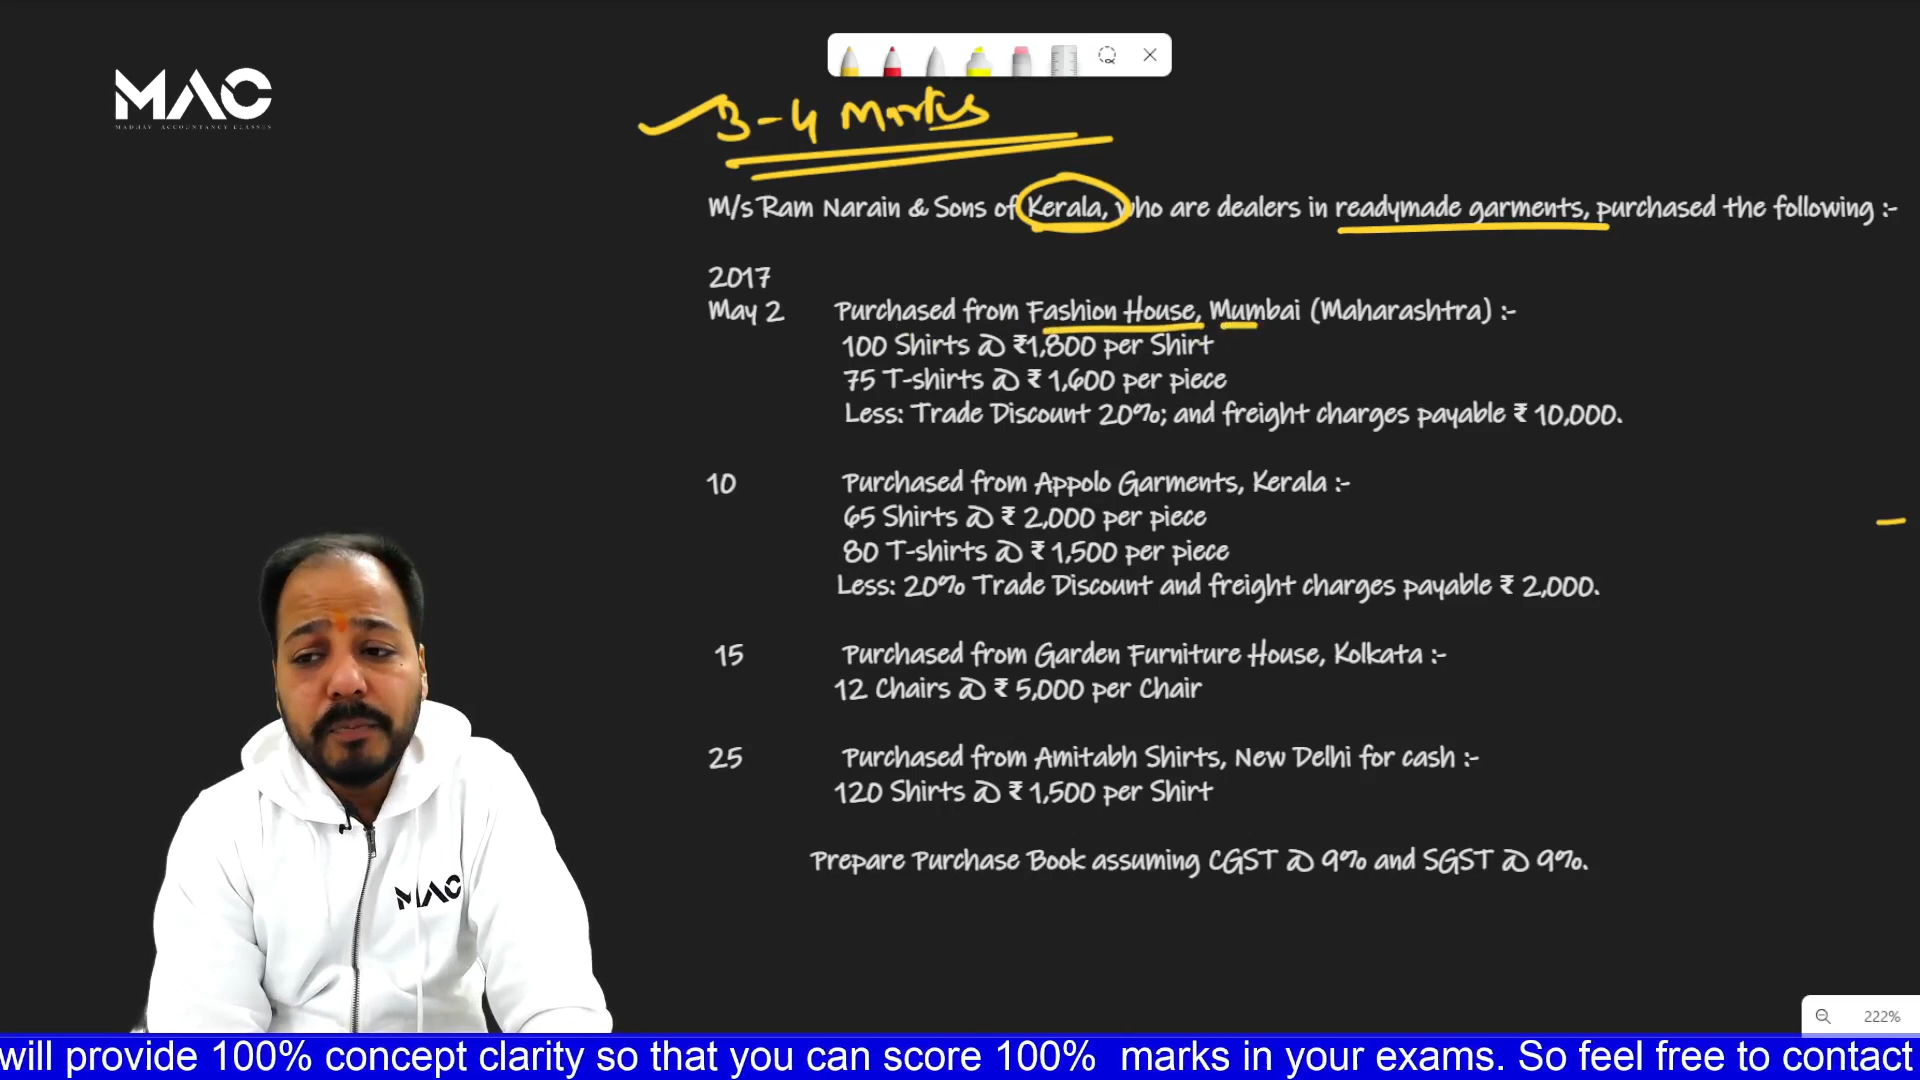 MAC
MADHAV ACCOUNTANCY CLASSES
3-4 Marks
M/s Ram Narain & Sons of Kerala, who are dealers in readymade garments, purchased the following :-
2017
May 2 Purchased from Fashion House, Mumbai (Maharashtra) :-
100 Shirts @ ₹1,800 per Shirt
75 T-shirts @ ₹ 1,600 per piece
Less: Trade Discount 20%; and freight charges payable ₹ 10,000.
10 Purchased from Appolo Garments, Kerala :-
65 Shirts @ ₹ 2,000 per piece
80 T-shirts @ ₹ 1,500 per piece
Less: 20% Trade Discount and freight charges payable ₹ 2,000.
15 Purchased from Garden Furniture House, Kolkata :-
12 Chairs @ ₹ 5,000 per Chair
25 Purchased from Amitabh Shirts, New Delhi for cash :-
120 Shirts @ ₹ 1,500 per Shirt
Prepare Purchase Book assuming CGST @ 9% and SGST @ 9%.
MAC
222%
will provide 100% concept clarity so that you can score 100% marks in your exams. So feel free to contact